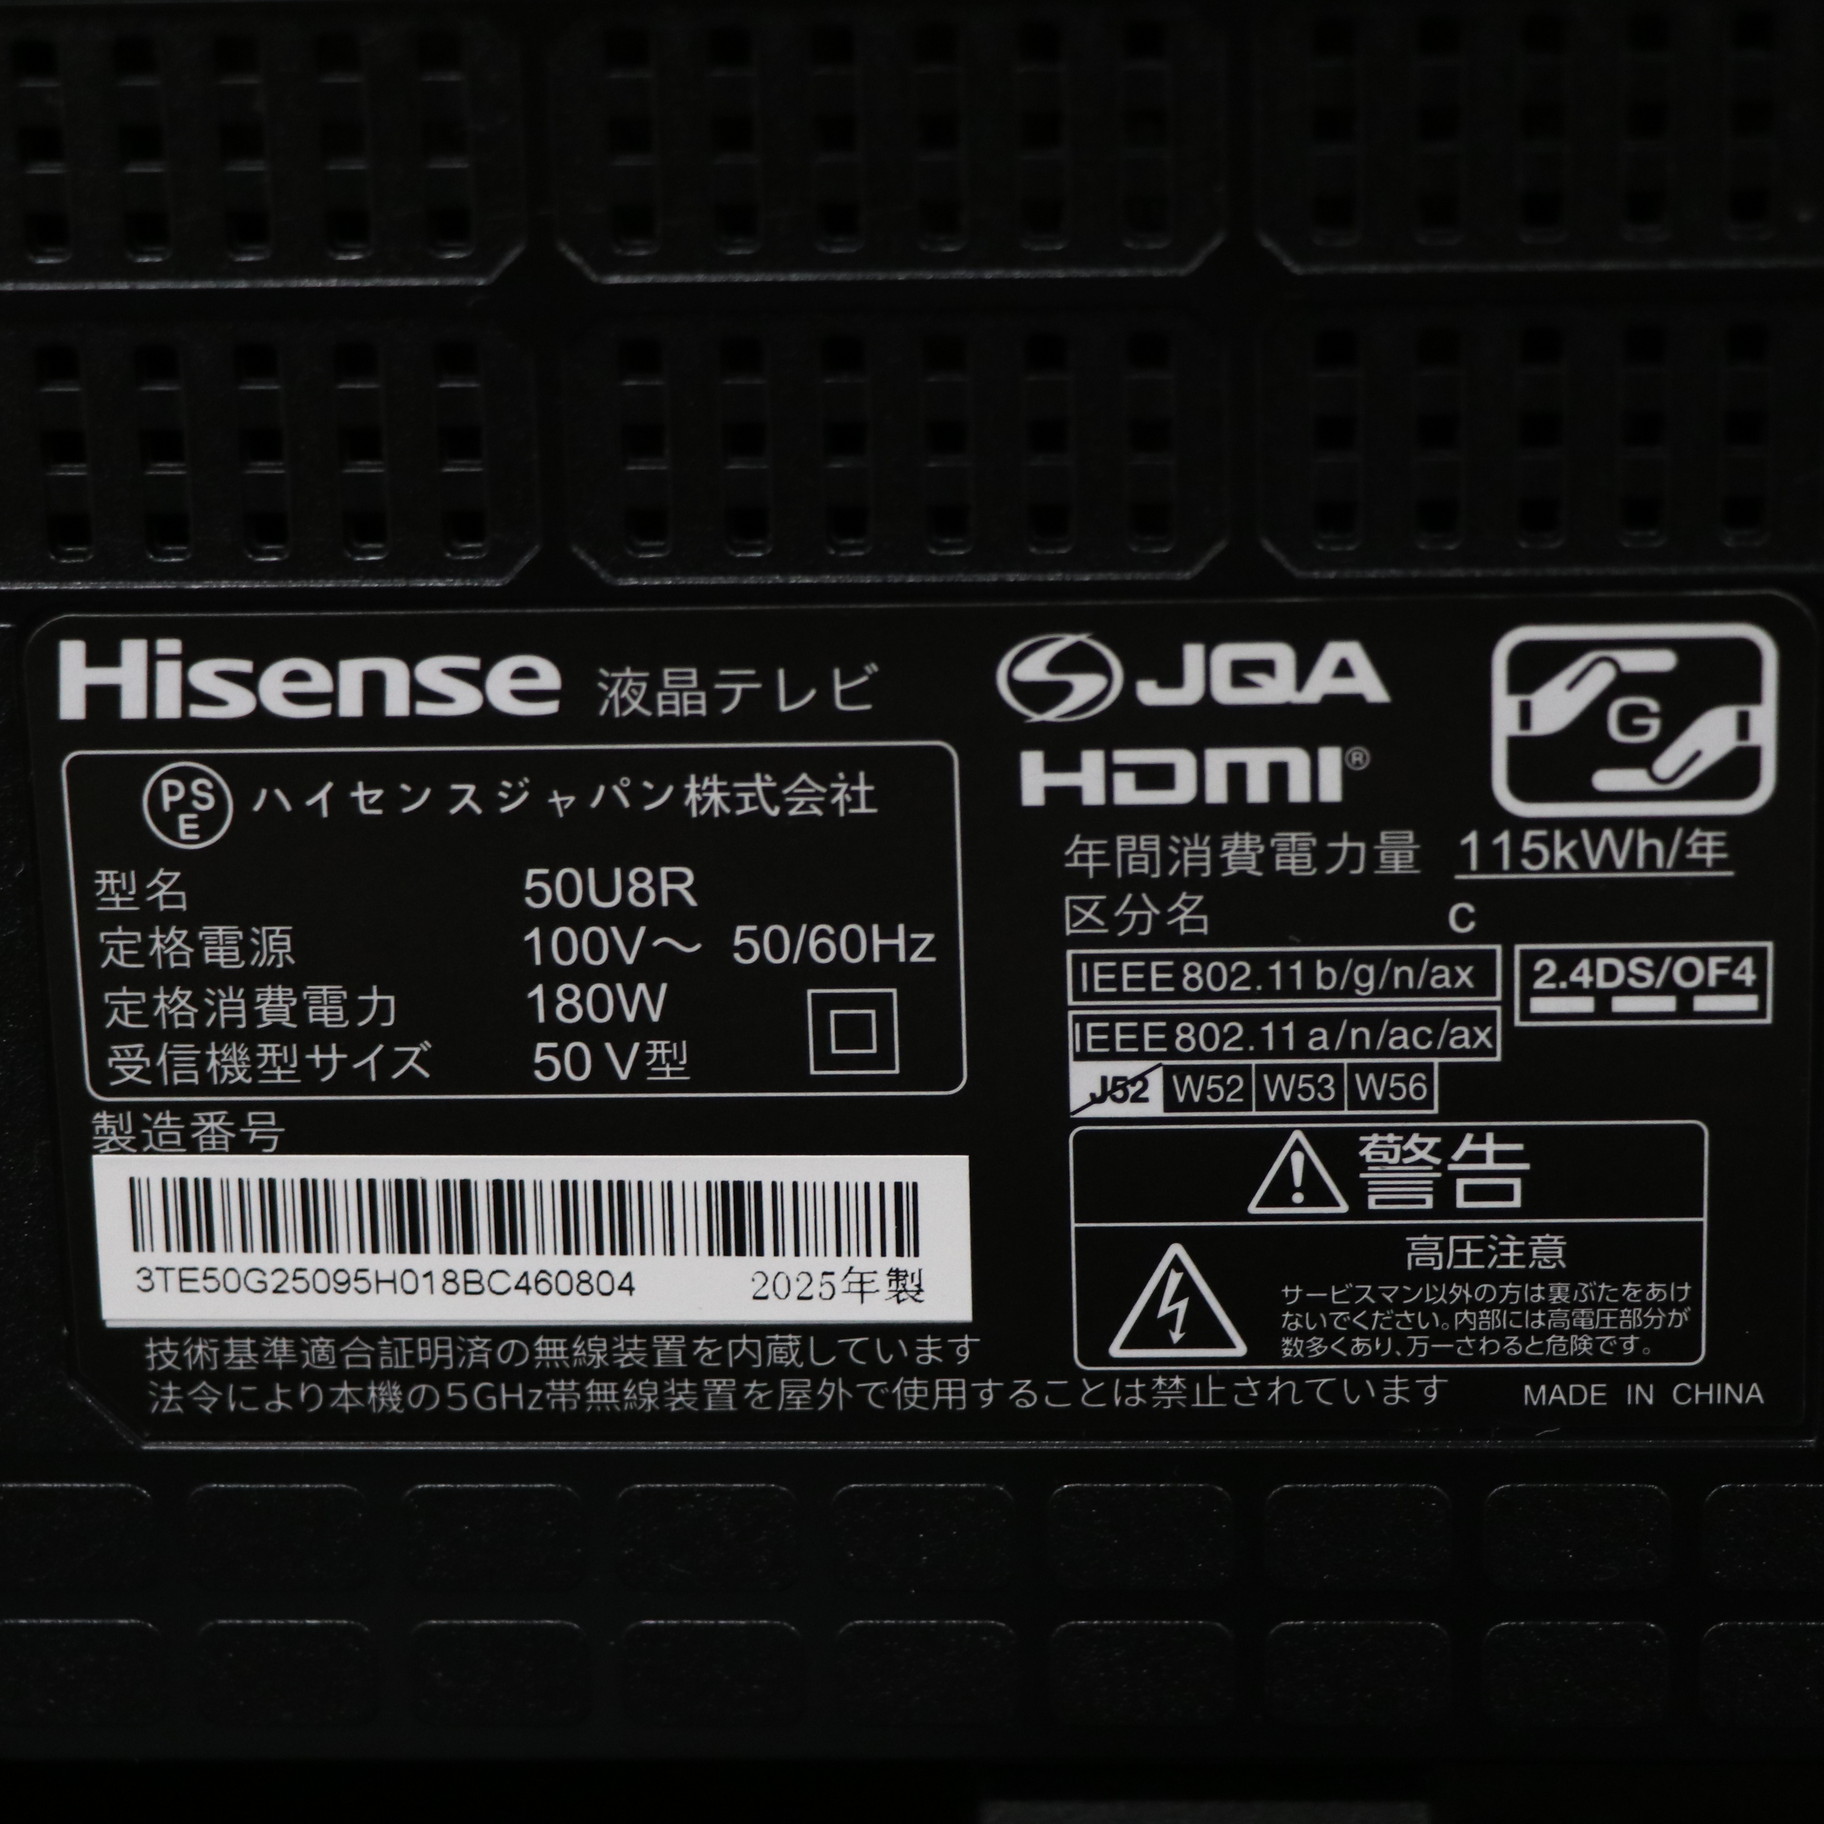 Hisense 液晶テレビ
PSE ハイセンスジャパン株式会社
型名 50U8R
定格電源 100V～ 50/60Hz
定格消費電力 180W
受信機型サイズ 50V型
製造番号
3TE50G25095H018BC460804 2025年製
技術基準適合証明済の無線装置を内蔵しています
法令により本機の5GHz帯無線装置を屋外で使用することは禁止されています
JQA
HDMI®
G
年間消費電力量 115kWh/年
区分名 C
IEEE802.11b/g/n/ax
2.4DS/OF4
IEEE802.11a/n/ac/ax
J52 W52 W53 W56
警告
高圧注意
サービスマン以外の方は裏ぶたをあけ
ないでください。内部には高電圧部分が
数多くあり、万一さわると危険です。
MADE IN CHINA